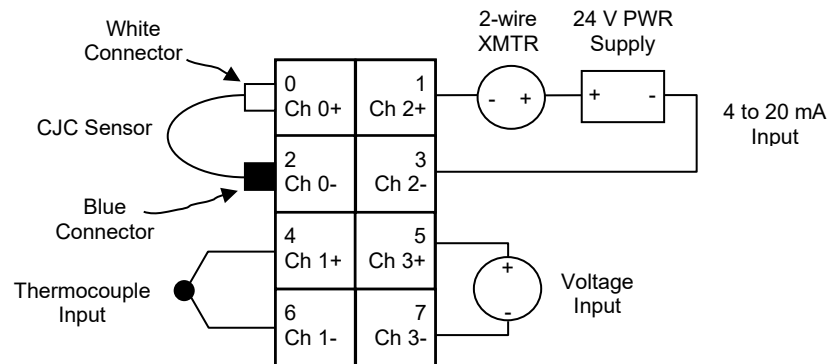 2-wire
XMTR
24 V PWR
Supply
White
Connector
0
Ch 0+
1
Ch 2+
-
+
+
-
4 to 20 mA
Input
CJC Sensor
2
Ch 0-
3
Ch 2-
Blue
Connector
4
Ch 1+
5
Ch 3+
+
-
Voltage
Input
Thermocouple
Input
6
Ch 1-
7
Ch 3-